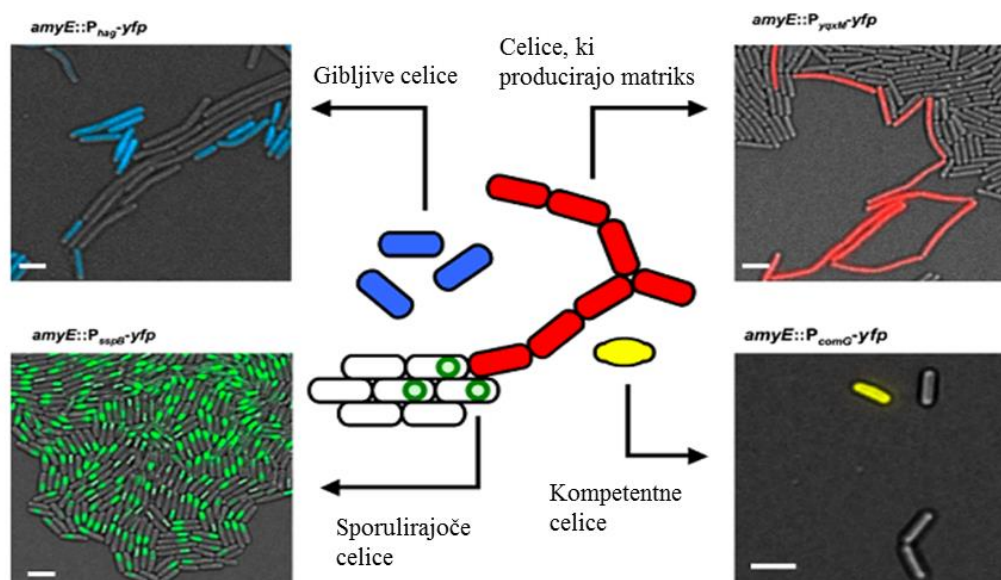 amyE::Phag-yfp
Gibljive celice
Celice, ki
producirajo matriks
amyE::PyqxM-yfp
amyE::PsspB-yfp
Sporulirajoče
celice
Kompetentne
celice
amyE::PcomG-yfp